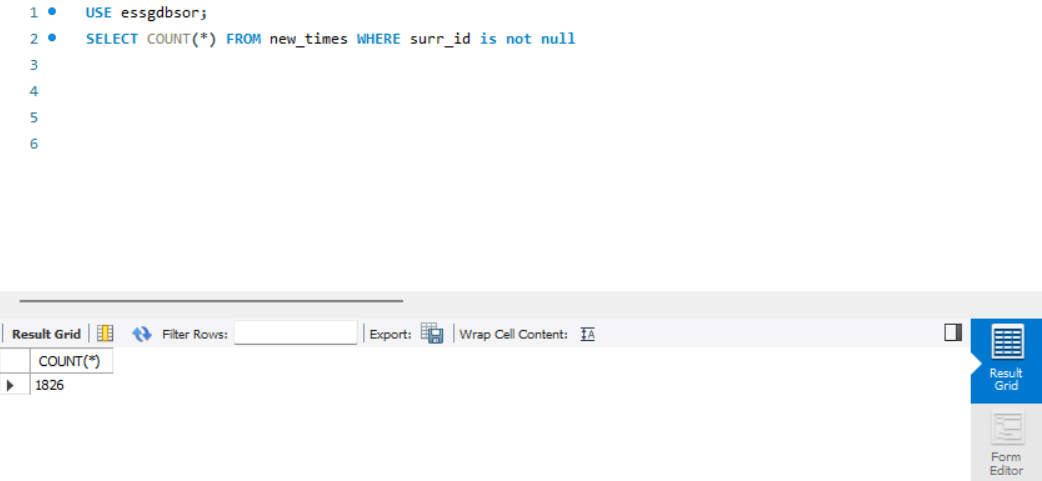 1 USE essgdbsor;
2 SELECT COUNT(*) FROM new_times WHERE surr_id is not null
3
4
5
6
Result Grid Filter Rows: Export: Wrap Cell Content: IA
COUNT(*)
1826
Result
Grid
Form
Editor